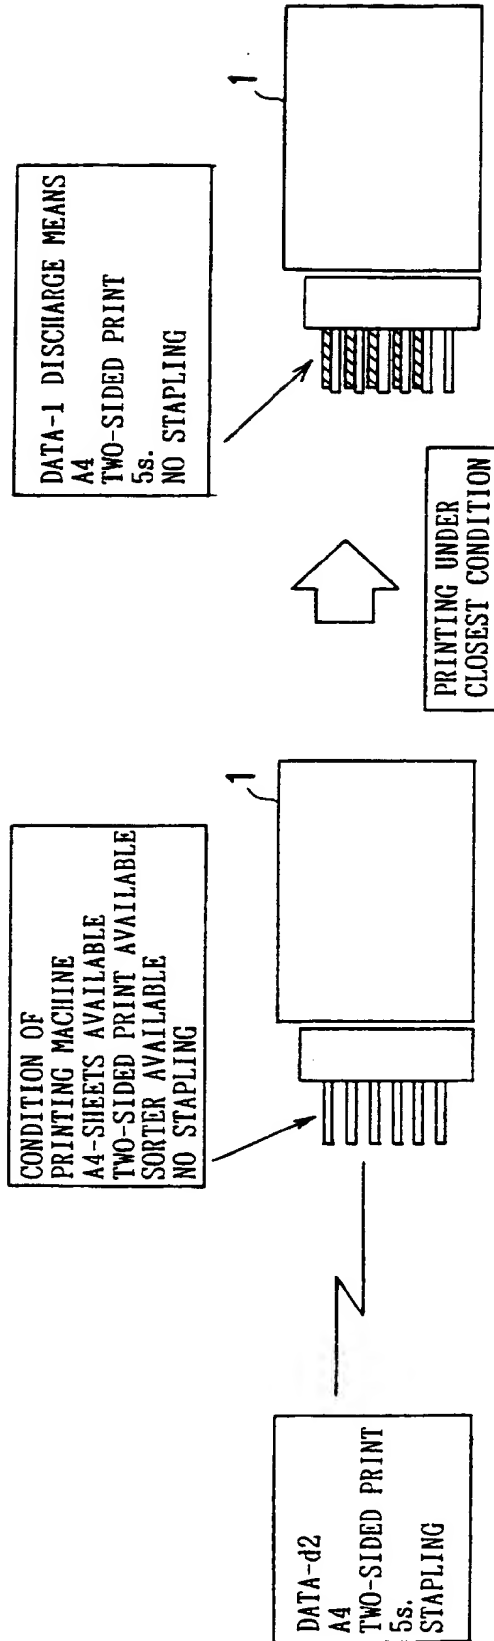 DATA-d2
A4
TWO-SIDED PRINT
5s.
STAPLING
CONDITION OF
PRINTING MACHINE
A4-SHEETS AVAILABLE
TWO-SIDED PRINT AVAILABLE
SORTER AVAILABLE
NO STAPLING
1
PRINTING UNDER
CLOSEST CONDITION
DATA-1 DISCHARGE MEANS
A4
TWO-SIDED PRINT
5s.
NO STAPLING
1